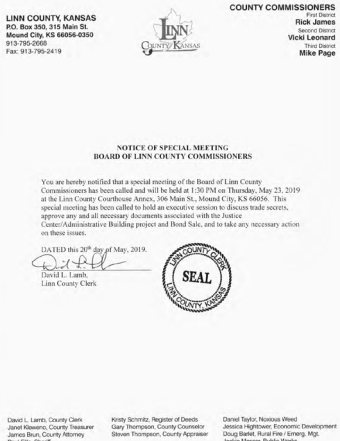 LINN COUNTY, KANSAS
P.O. Box 350, 315 Main St.
Mound City, KS 66056-0350
913-795-2668
Fax: 913-795-2419
LINN
COUNTY KANSAS
COUNTY COMMISSIONERS
First District
Rick James
Second District
Vicki Leonard
Third District
Mike Page
NOTICE OF SPECIAL MEETING
BOARD OF LINN COUNTY COMMISSIONERS
You are hereby notified that a special meeting of the Board of Linn County
Commissioners has been called and will be held at 1:30 PM on Thursday, May 23, 2019
at the Linn County Courthouse Annex, 306 Main St., Mound City, KS 66056. This
special meeting has been called to hold an executive session to discuss trade secrets,
approve any and all necessary documents associated with the Justice
Center/Administrative Building project and Bond Sale, and to take any necessary action
on these issues.
DATED this 20th day of May, 2019.
David L. Lamb,
Linn County Clerk
LINN COUNTY CLERK
SEAL
LINN COUNTY, KANSAS
David L. Lamb, County Clerk
Janet Kleweno, County Treasurer
James Brun, County Attorney
Kristy Schmitz, Register of Deeds
Gary Thompson, County Counselor
Steven Thompson, County Appraiser
Daniel Taylor, Noxious Weed
Jessica Hightower, Economic Development
Doug Barlet, Rural Fire / Emerg. Mgt.